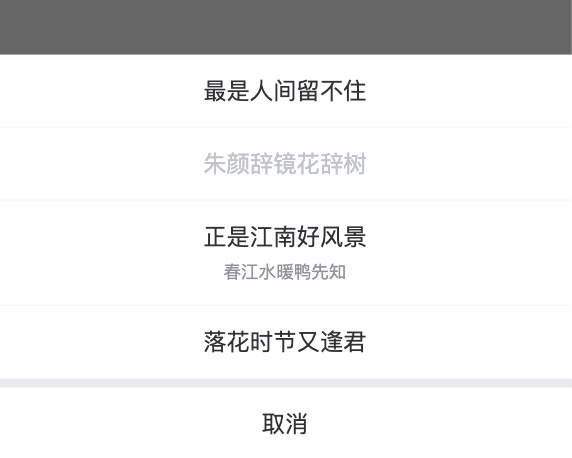 最是人间留不住
朱颜辞镜花辞树
正是江南好风景
春江水暖鸭先知
落花时节又逢君
取消